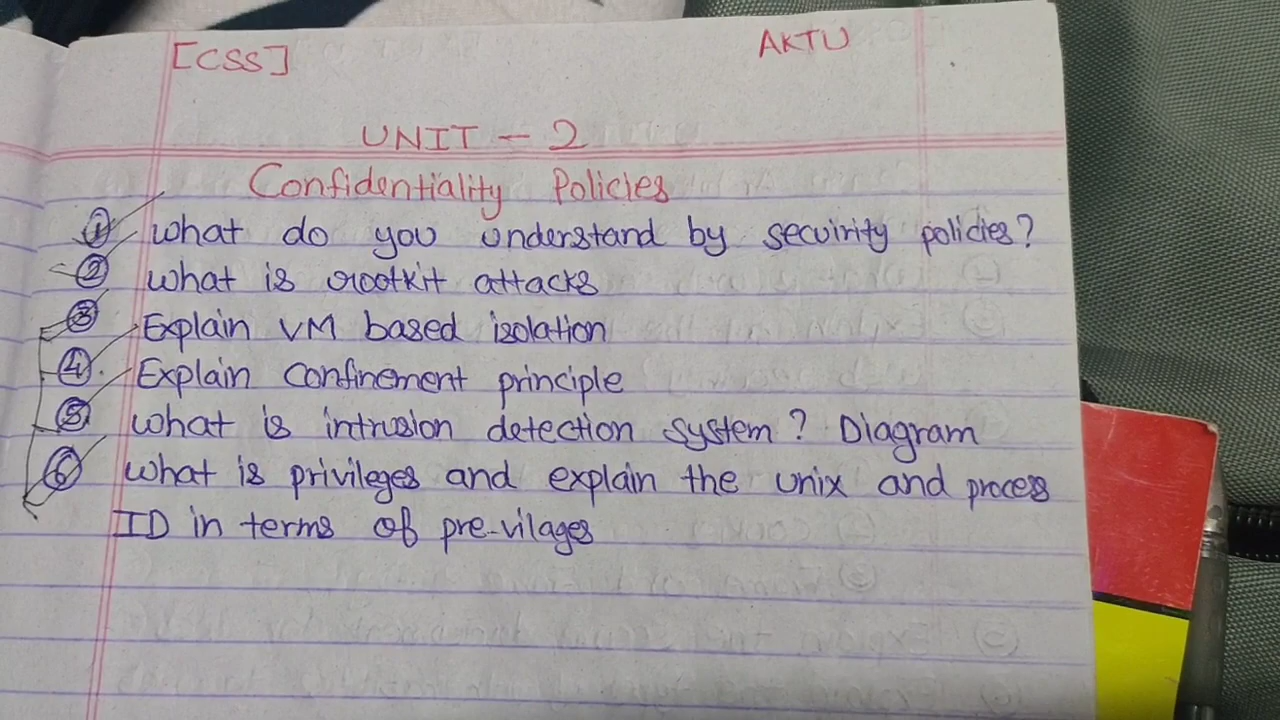 [CSS]
AKTU
UNIT - 2
Confidentiality Policies
① What do you understand by secuirity policies?
② What is rootkit attacks
③ Explain VM based isolation
④. Explain Confinement principle
⑤ What is intrusion detection system? Diagram
⑥ What is privileges and explain the unix and process
ID in terms of pre-vilages